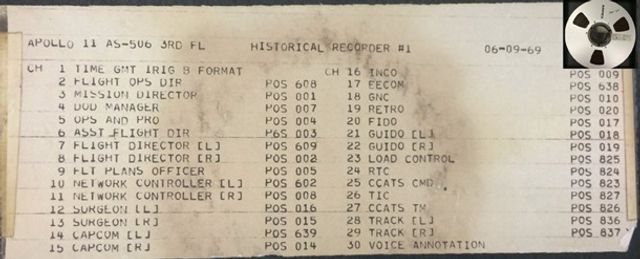 APOLLO 11 AS-506 3RD FL HISTORICAL RECORDER #1 06-09-69
CH 1 TIME GMT IRIG B FORMAT CH 16 INCO POS 009
2 FLIGHT OPS DIR POS 608 17 EECOM POS 638
3 MISSION DIRECTOR POS 001 18 GNC POS 010
4 DOD MANAGER POS 007 19 RETRO POS 020
5 OPS AND PRO POS 004 20 FIDO POS 017
6 ASST FLIGHT DIR POS 003 21 GUIDO [L] POS 018
7 FLIGHT DIRECTOR [L] POS 609 22 GUIDO [R] POS 019
8 FLIGHT DIRECTOR [R] POS 002 23 LOAD CONTROL POS 825
9 FLT PLANS OFFICER POS 005 24 RTC POS 824
10 NETWORK CONTROLLER [L] POS 602 25 CCATS CMD POS 823
11 NETWORK CONTROLLER [R] POS 008 26 TIC POS 827
12 SURGEON [L] POS 016 27 CCATS TM POS 826
13 SURGEON [R] POS 015 28 TRACK [L] POS 836
14 CAPCOM [L] POS 639 29 TRACK [R] POS 837
15 CAPCOM [R] POS 014 30 VOICE ANNOTATION